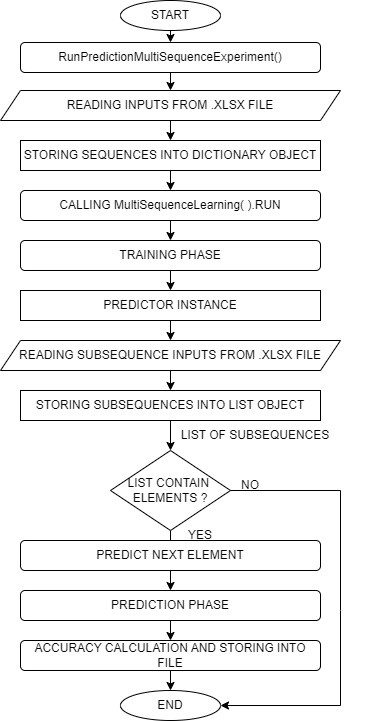 START
RunPredictionMultiSequenceExperiment()
READING INPUTS FROM .XLSX FILE
STORING SEQUENCES INTO DICTIONARY OBJECT
CALLING MultiSequenceLearning( ).RUN
TRAINING PHASE
PREDICTOR INSTANCE
READING SUBSEQUENCE INPUTS FROM .XLSX FILE
STORING SUBSEQUENCES INTO LIST OBJECT
LIST OF SUBSEQUENCES
LIST CONTAIN
ELEMENTS ?
NO
YES
PREDICT NEXT ELEMENT
PREDICTION PHASE
ACCURACY CALCULATION AND STORING INTO
FILE
END